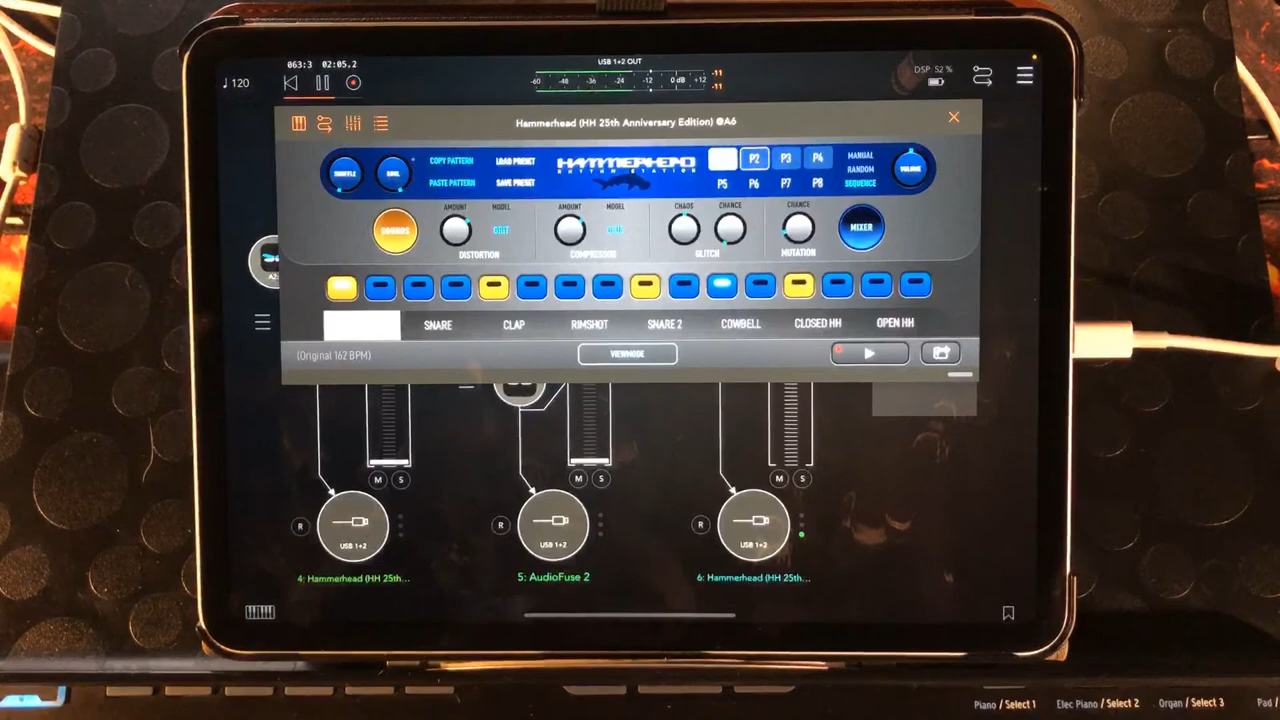 063:3 02:05.2
USB 1+2 OUT
♩120
-60 -48 -36 -24 -12 0 dB +12
-11
-11
DSP 52 %
Hammerhead (HH 25th Anniversary Edition) @A6
SHUFFLE
COPY PATTERN
LOAD PRESET
PASTE PATTERN
SAVE PRESET
HAMMERHEAD
RHYTHM STATION
P2 P3 P4
P5 P6 P7 P8
MANUAL
RANDOM
SEQUENCE
VOLUME
SOUNDS
AMOUNT MODEL
DISTORTION
AMOUNT MODEL
COMPRESSOR
CHAOS CHANCE
GLITCH
CHANCE
MUTATION
MIXER
SNARE CLAP RIMSHOT SNARE 2 COWBELL CLOSED HH OPEN HH
(Original 162 BPM)
VIEWMODE
M S
M S
M S
R USB 1+2
R USB 1+2
R USB 1+2
4: Hammerhead (HH 25th...
5: AudioFuse 2
6: Hammerhead (HH 25th...
Piano / Select 1 Elec Piano / Select 2 Organ / Select 3 Pad /